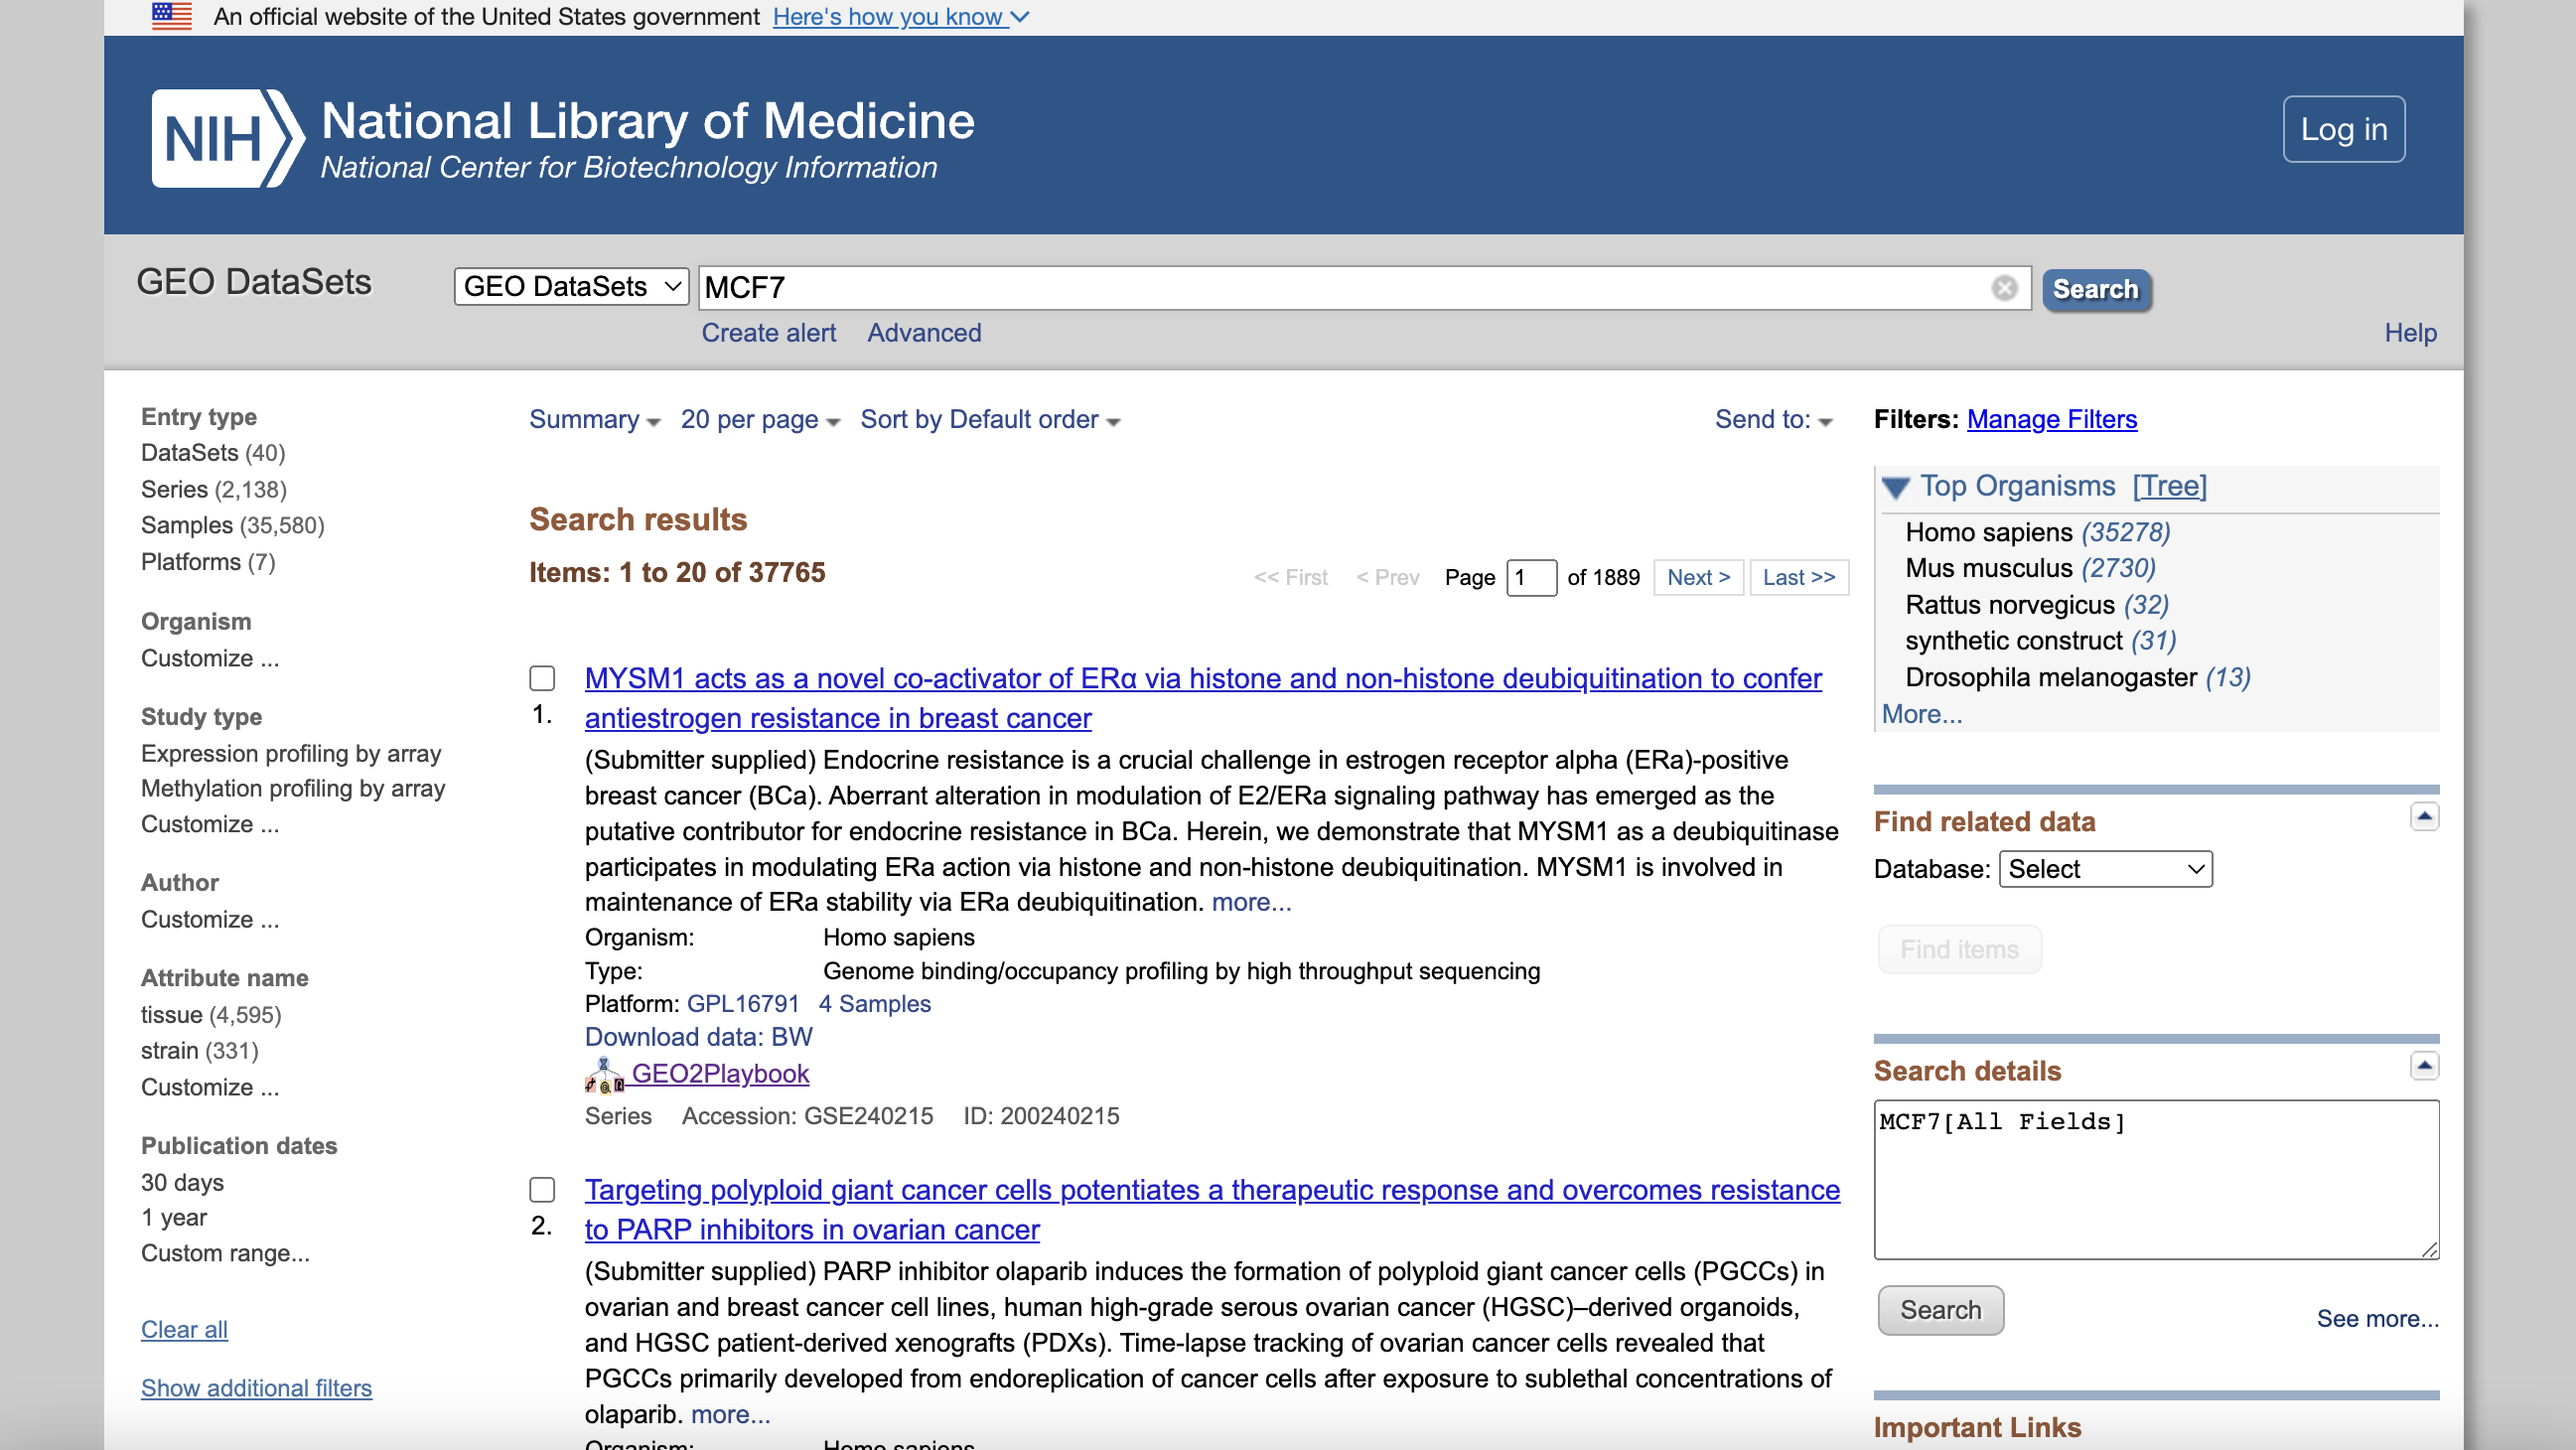 An official website of the United States government Here's how you know
NIH National Library of Medicine
National Center for Biotechnology Information
Log in
GEO DataSets
GEO DataSets
MCF7
Search
Create alert Advanced
Help
Entry type
DataSets (40)
Series (2,138)
Samples (35,580)
Platforms (7)
Organism
Customize ...
Study type
Expression profiling by array
Methylation profiling by array
Customize ...
Author
Customize ...
Attribute name
tissue (4,595)
strain (331)
Customize ...
Publication dates
30 days
1 year
Custom range...
Clear all
Show additional filters
Summary 20 per page Sort by Default order
Send to:
Search results
Items: 1 to 20 of 37765
<< First < Prev Page 1 of 1889 Next > Last >>
1.
MYSM1 acts as a novel co-activator of ERα via histone and non-histone deubiquitination to confer
antiestrogen resistance in breast cancer
(Submitter supplied) Endocrine resistance is a crucial challenge in estrogen receptor alpha (ERa)-positive
breast cancer (BCa). Aberrant alteration in modulation of E2/ERa signaling pathway has emerged as the
putative contributor for endocrine resistance in BCa. Herein, we demonstrate that MYSM1 as a deubiquitinase
participates in modulating ERa action via histone and non-histone deubiquitination. MYSM1 is involved in
maintenance of ERa stability via ERa deubiquitination. more...
Organism: Homo sapiens
Type: Genome binding/occupancy profiling by high throughput sequencing
Platform: GPL16791 4 Samples
Download data: BW
GEO2Playbook
Series Accession: GSE240215 ID: 200240215
2.
Targeting polyploid giant cancer cells potentiates a therapeutic response and overcomes resistance
to PARP inhibitors in ovarian cancer
(Submitter supplied) PARP inhibitor olaparib induces the formation of polyploid giant cancer cells (PGCCs) in
ovarian and breast cancer cell lines, human high-grade serous ovarian cancer (HGSC)–derived organoids,
and HGSC patient-derived xenografts (PDXs). Time-lapse tracking of ovarian cancer cells revealed that
PGCCs primarily developed from endoreplication of cancer cells after exposure to sublethal concentrations of
olaparib. more...
Organism: Homo sapiens
Filters: Manage Filters
Top Organisms [Tree]
Homo sapiens (35278)
Mus musculus (2730)
Rattus norvegicus (32)
synthetic construct (31)
Drosophila melanogaster (13)
More...
Find related data
Database: Select
Find items
Search details
MCF7[All Fields]
Search
See more...
Important Links